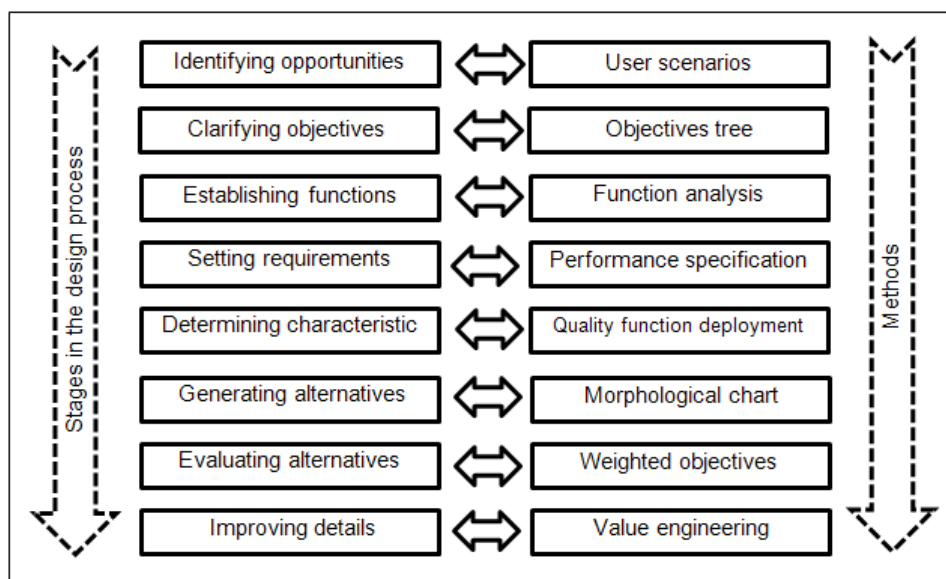 Stages in the design process
Identifying opportunities
User scenarios
Clarifying objectives
Objectives tree
Establishing functions
Function analysis
Setting requirements
Performance specification
Determining characteristic
Quality function deployment
Generating alternatives
Morphological chart
Evaluating alternatives
Weighted objectives
Improving details
Value engineering
Methods